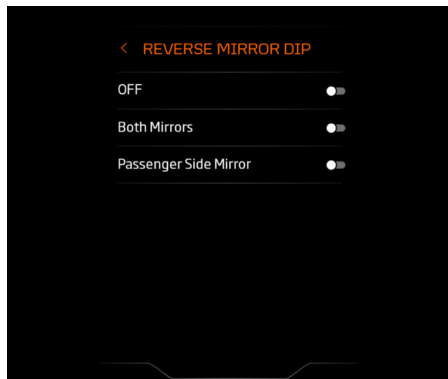 REVERSE MIRROR DIP
OFF
Both Mirrors
Passenger Side Mirror